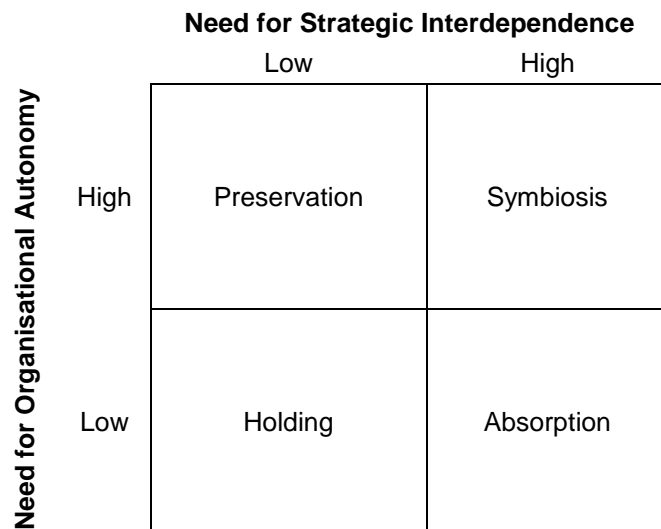 Need for Strategic Interdependence
Low High
Need for Organisational Autonomy
High Preservation Symbiosis
Low Holding Absorption